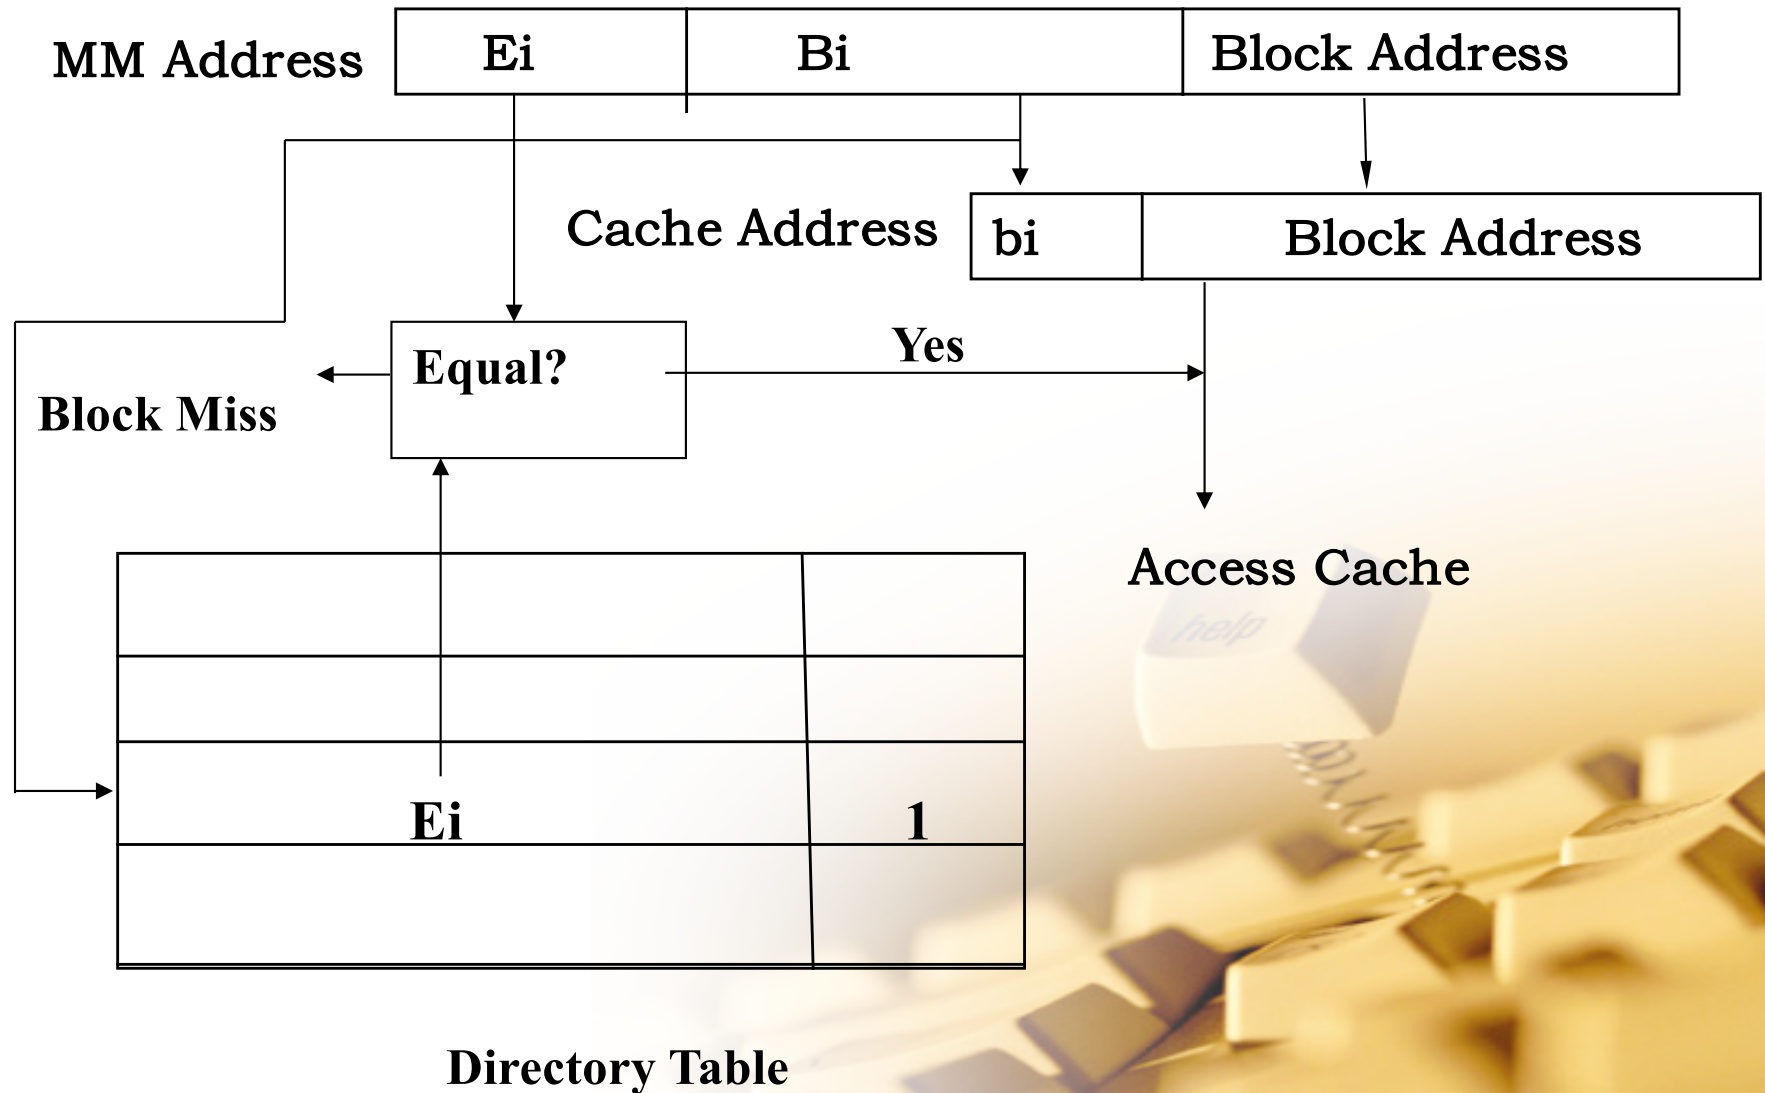 MM Address
Ei
Bi
Block Address
Cache Address
bi
Block Address
Equal?
Yes
Block Miss
Access Cache
help
Ei
1
Directory Table